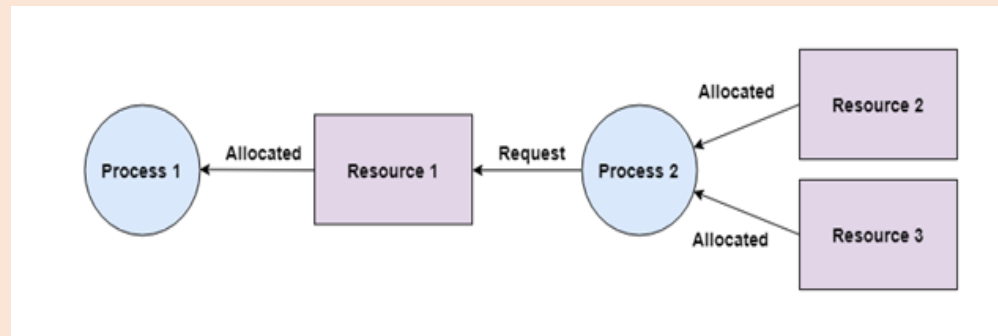 Process 1
Allocated
Resource 1
Request
Process 2
Allocated
Resource 2
Allocated
Resource 3